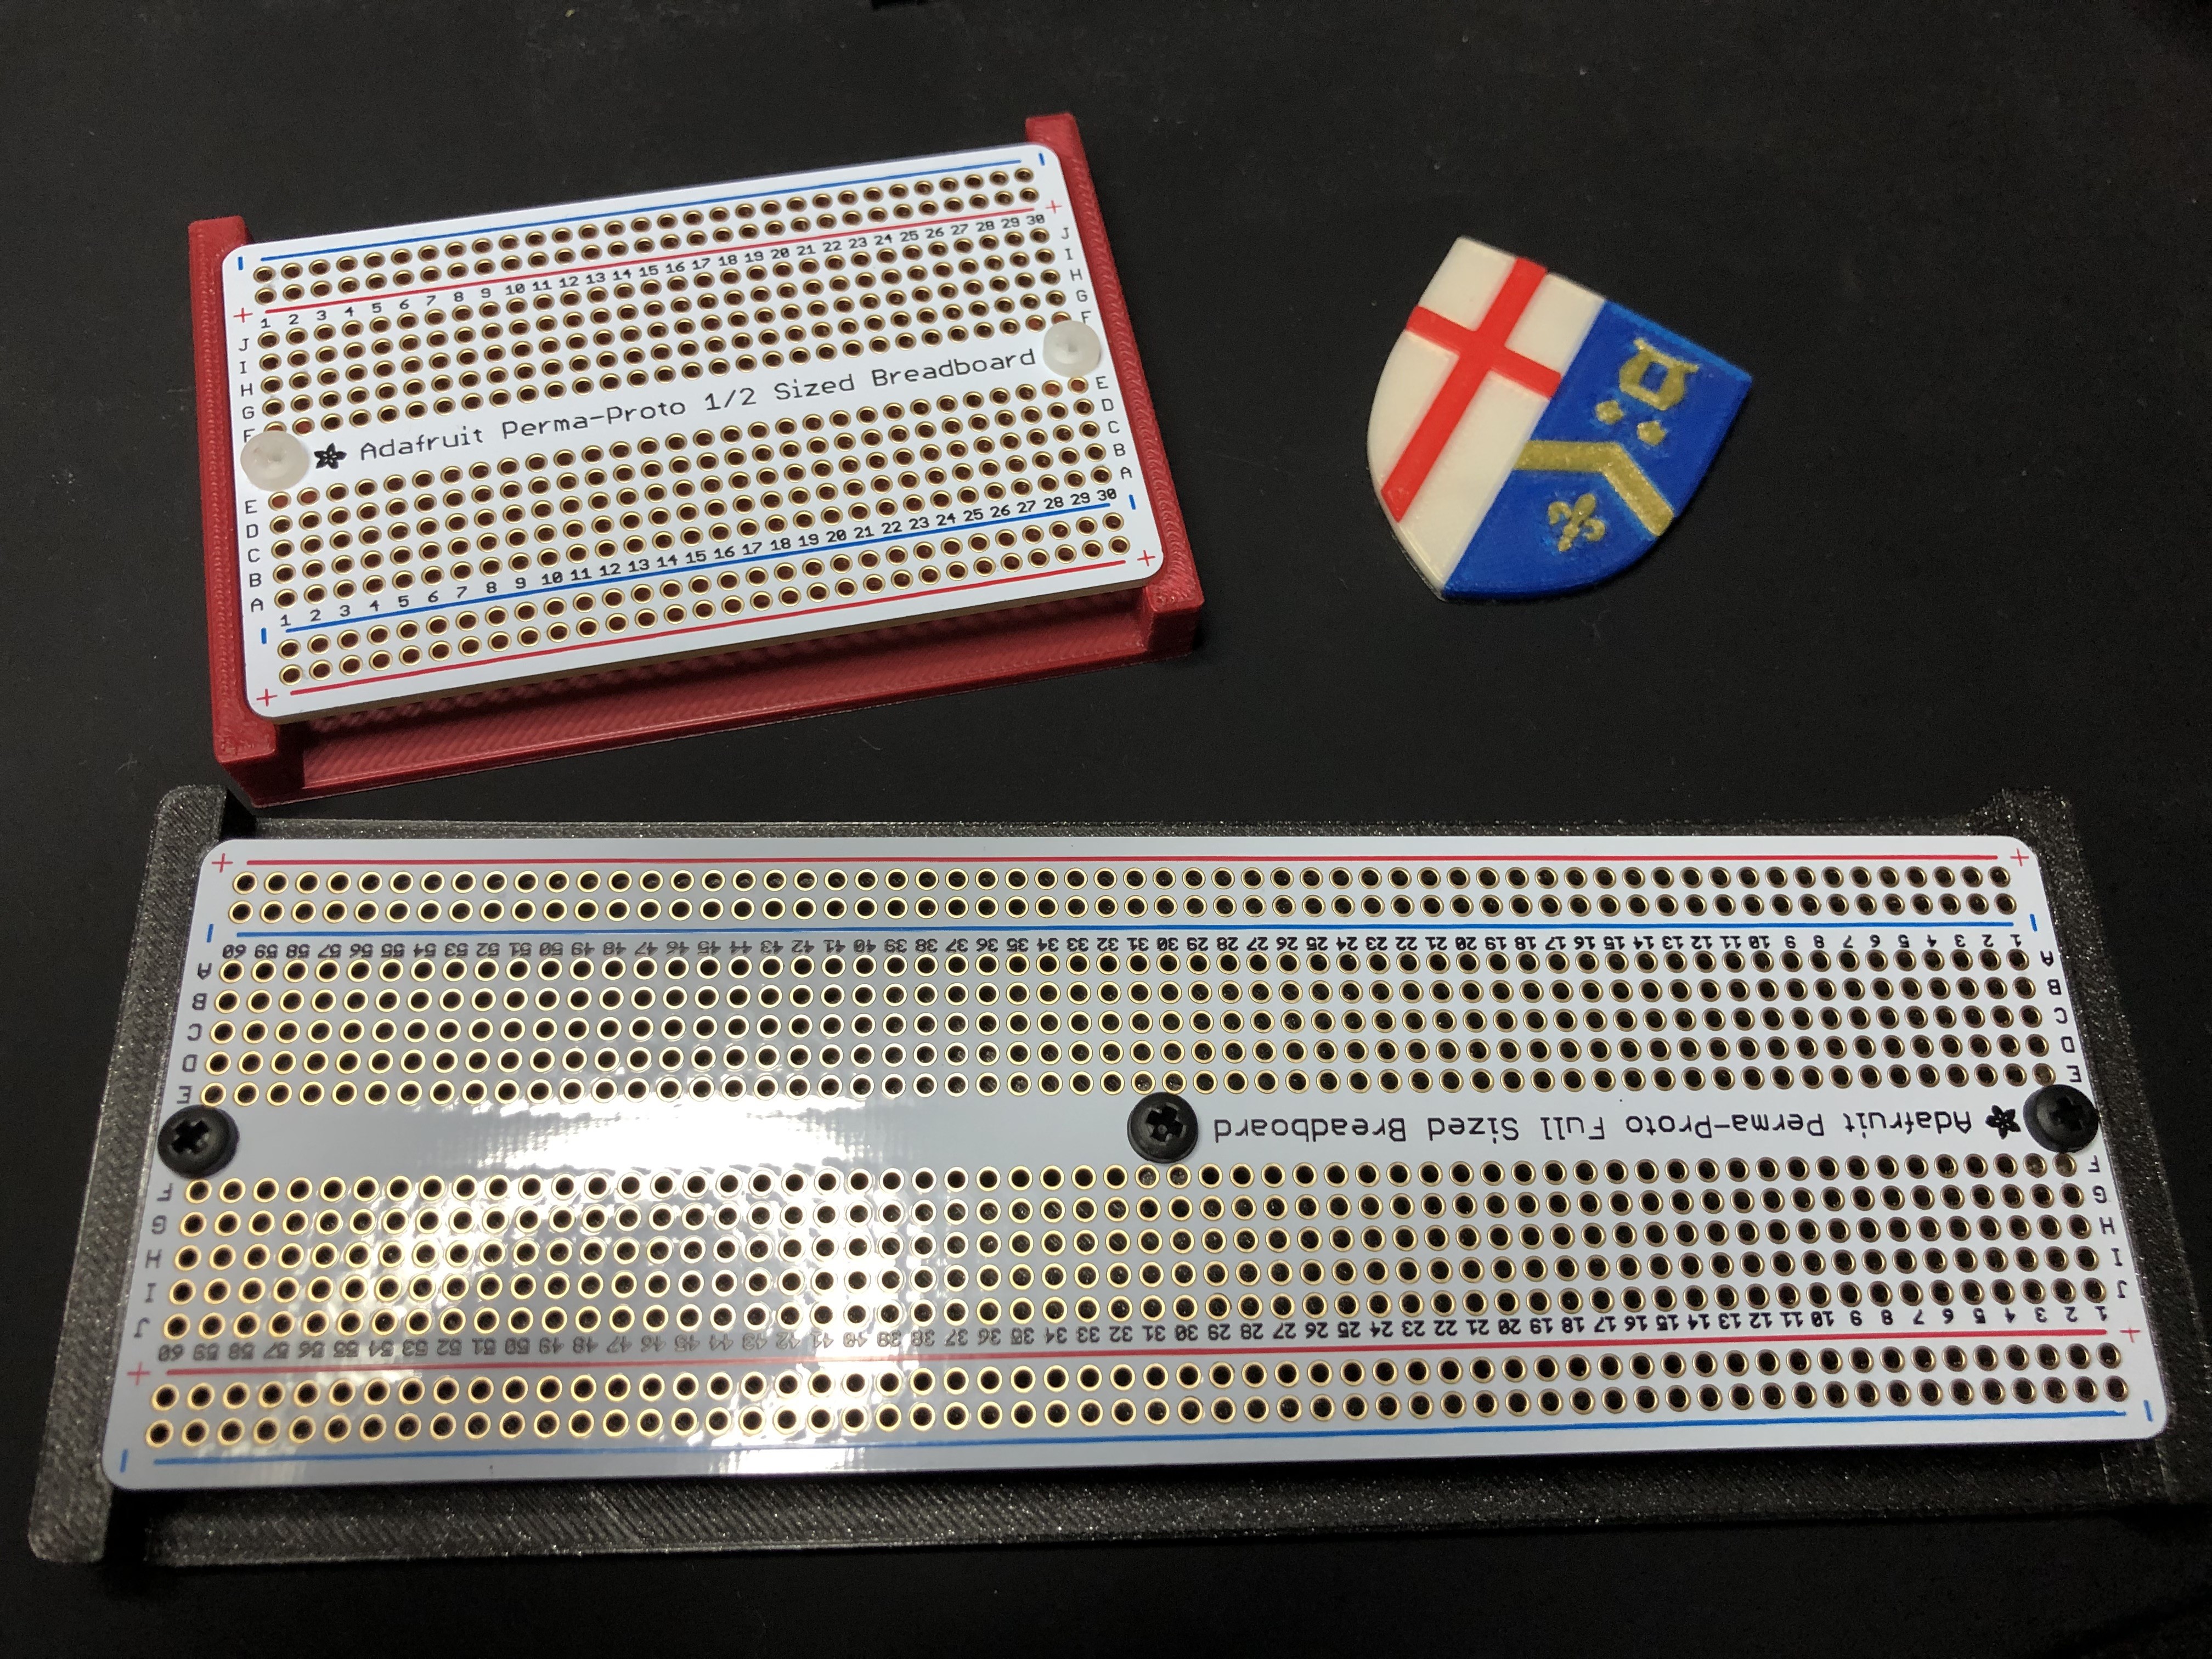 1 2 3 4 5 6 7 8 9 10 11 12 13 14 15 16 17 18 19 20 21 22 23 24 25 26 27 28 29 30
J J
I I
H H
G G
F F
Adafruit Perma-Proto 1/2 Sized Breadboard
E E
D D
C C
B B
A A
1 2 3 4 5 6 7 8 9 10 11 12 13 14 15 16 17 18 19 20 21 22 23 24 25 26 27 28 29 30
1 2 3 4 5 6 7 8 9 10 11 12 13 14 15 16 17 18 19 20 21 22 23 24 25 26 27 28 29 30 31 32 33 34 35 36 37 38 39 40 41 42 43 44 45 46 47 48 49 50 51 52 53 54 55 56 57 58 59 60
J J
I I
H H
G G
F F
Adafruit Perma-Proto Full Sized Breadboard
E E
D D
C C
B B
A A
1 2 3 4 5 6 7 8 9 10 11 12 13 14 15 16 17 18 19 20 21 22 23 24 25 26 27 28 29 30 31 32 33 34 35 36 37 38 39 40 41 42 43 44 45 46 47 48 49 50 51 52 53 54 55 56 57 58 59 60